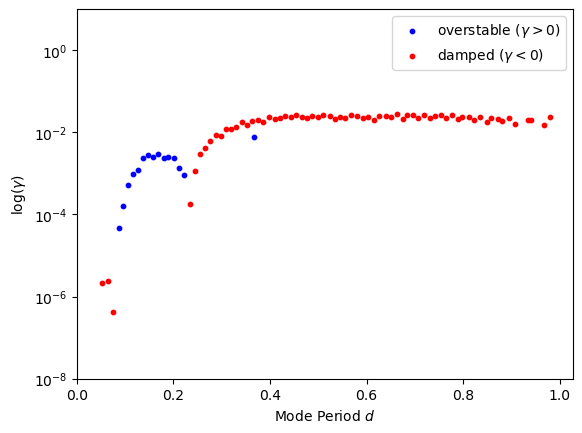 overstable (γ > 0)
damped (γ < 0)
10⁰
10⁻²
10⁻⁴
10⁻⁶
10⁻⁸
log(γ)
0.0 0.2 0.4 0.6 0.8 1.0
Mode Period d